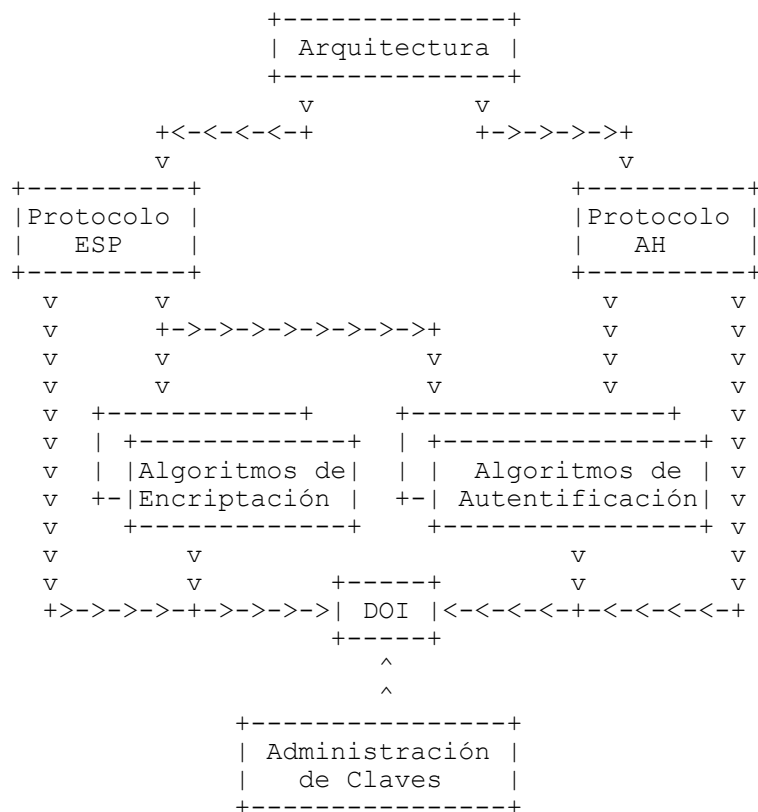 Arquitectura
Protocolo ESP
Protocolo AH
Algoritmos de Encriptación
Algoritmos de Autentificación
DOI
Administración de Claves